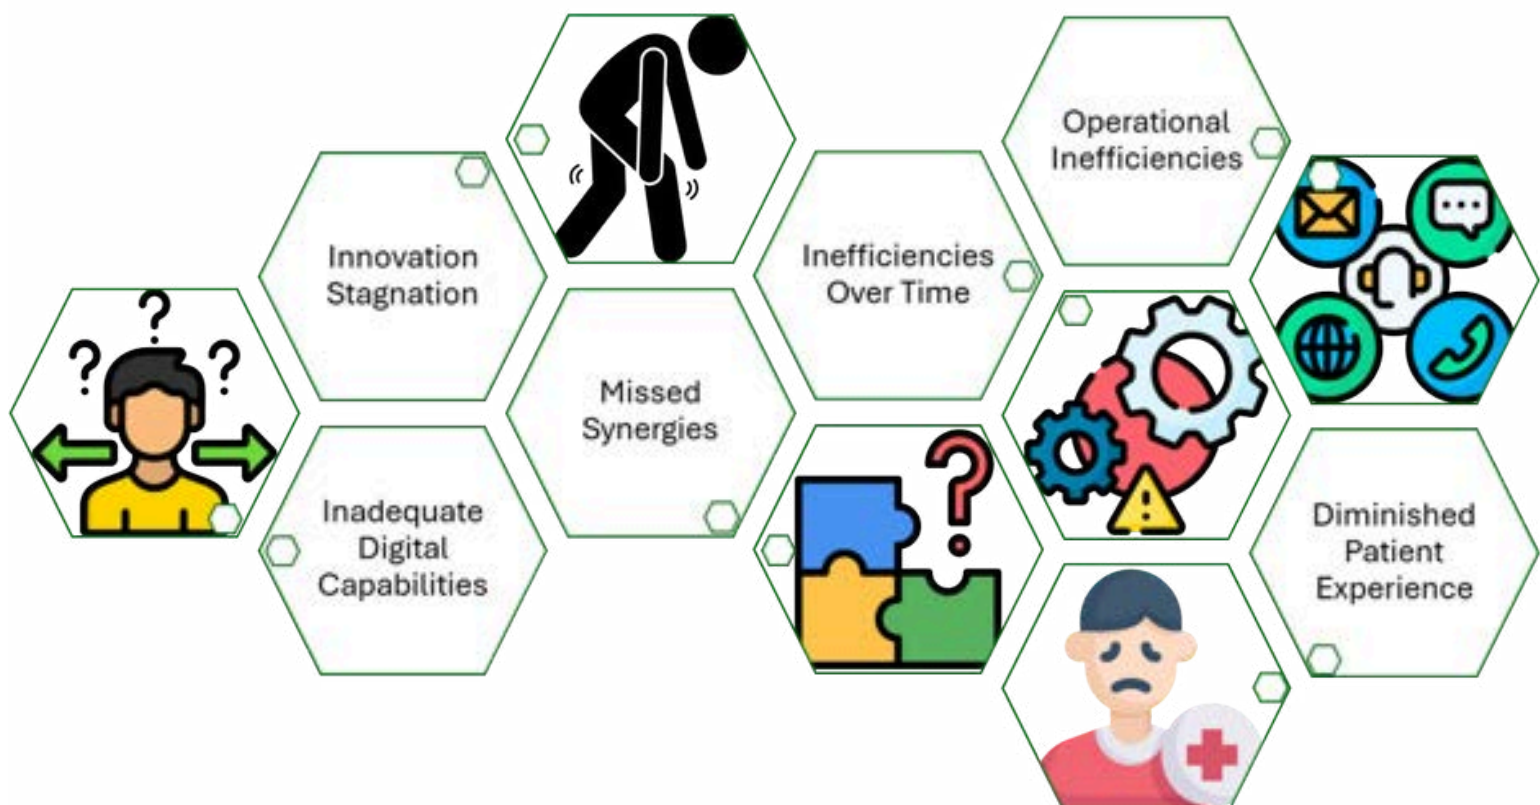 Innovation
Stagnation
Inadequate
Digital
Capabilities
Missed
Synergies
Inefficiencies
Over Time
Operational
Inefficiencies
Diminished
Patient
Experience
? ? ?
?